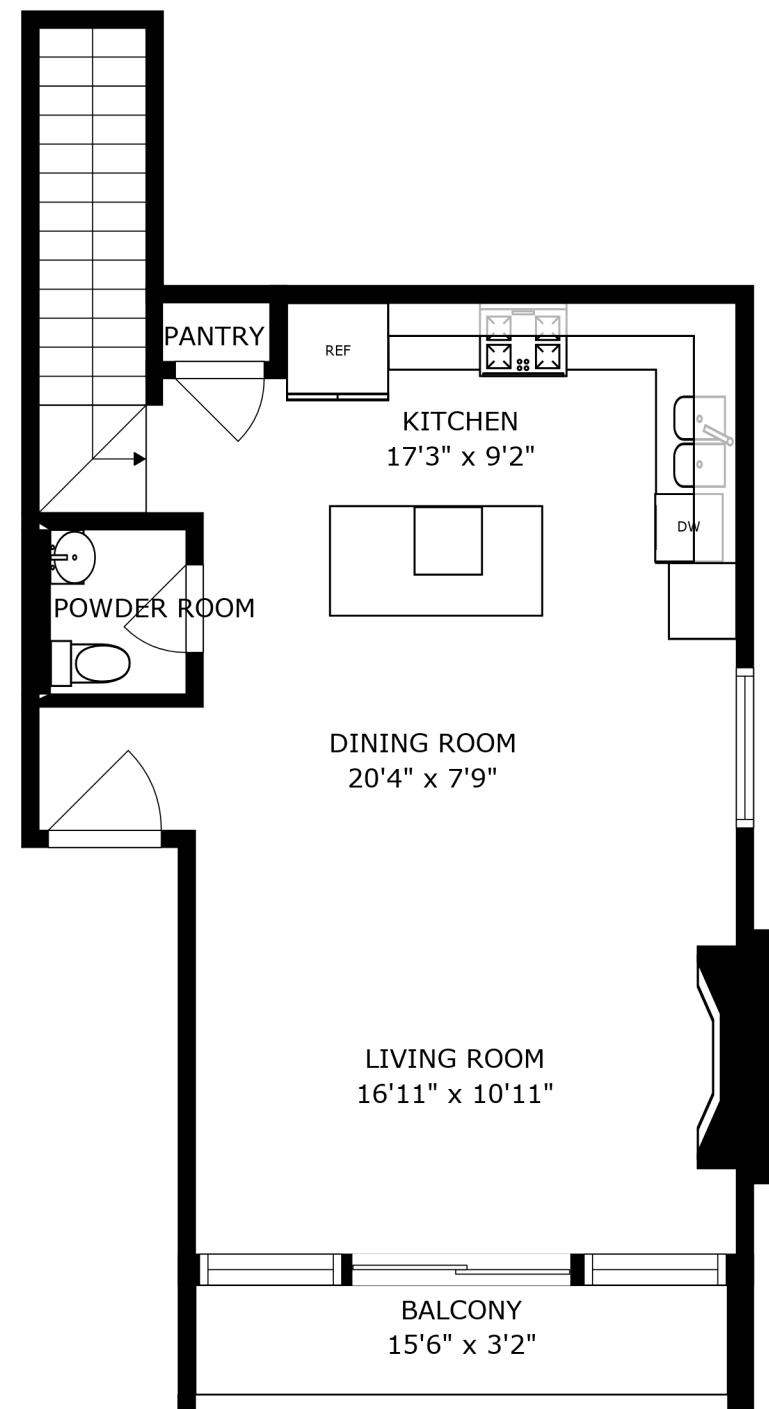 PANTRY
REF
KITCHEN
17'3" x 9'2"
DW
POWDER ROOM
DINING ROOM
20'4" x 7'9"
LIVING ROOM
16'11" x 10'11"
BALCONY
15'6" x 3'2"